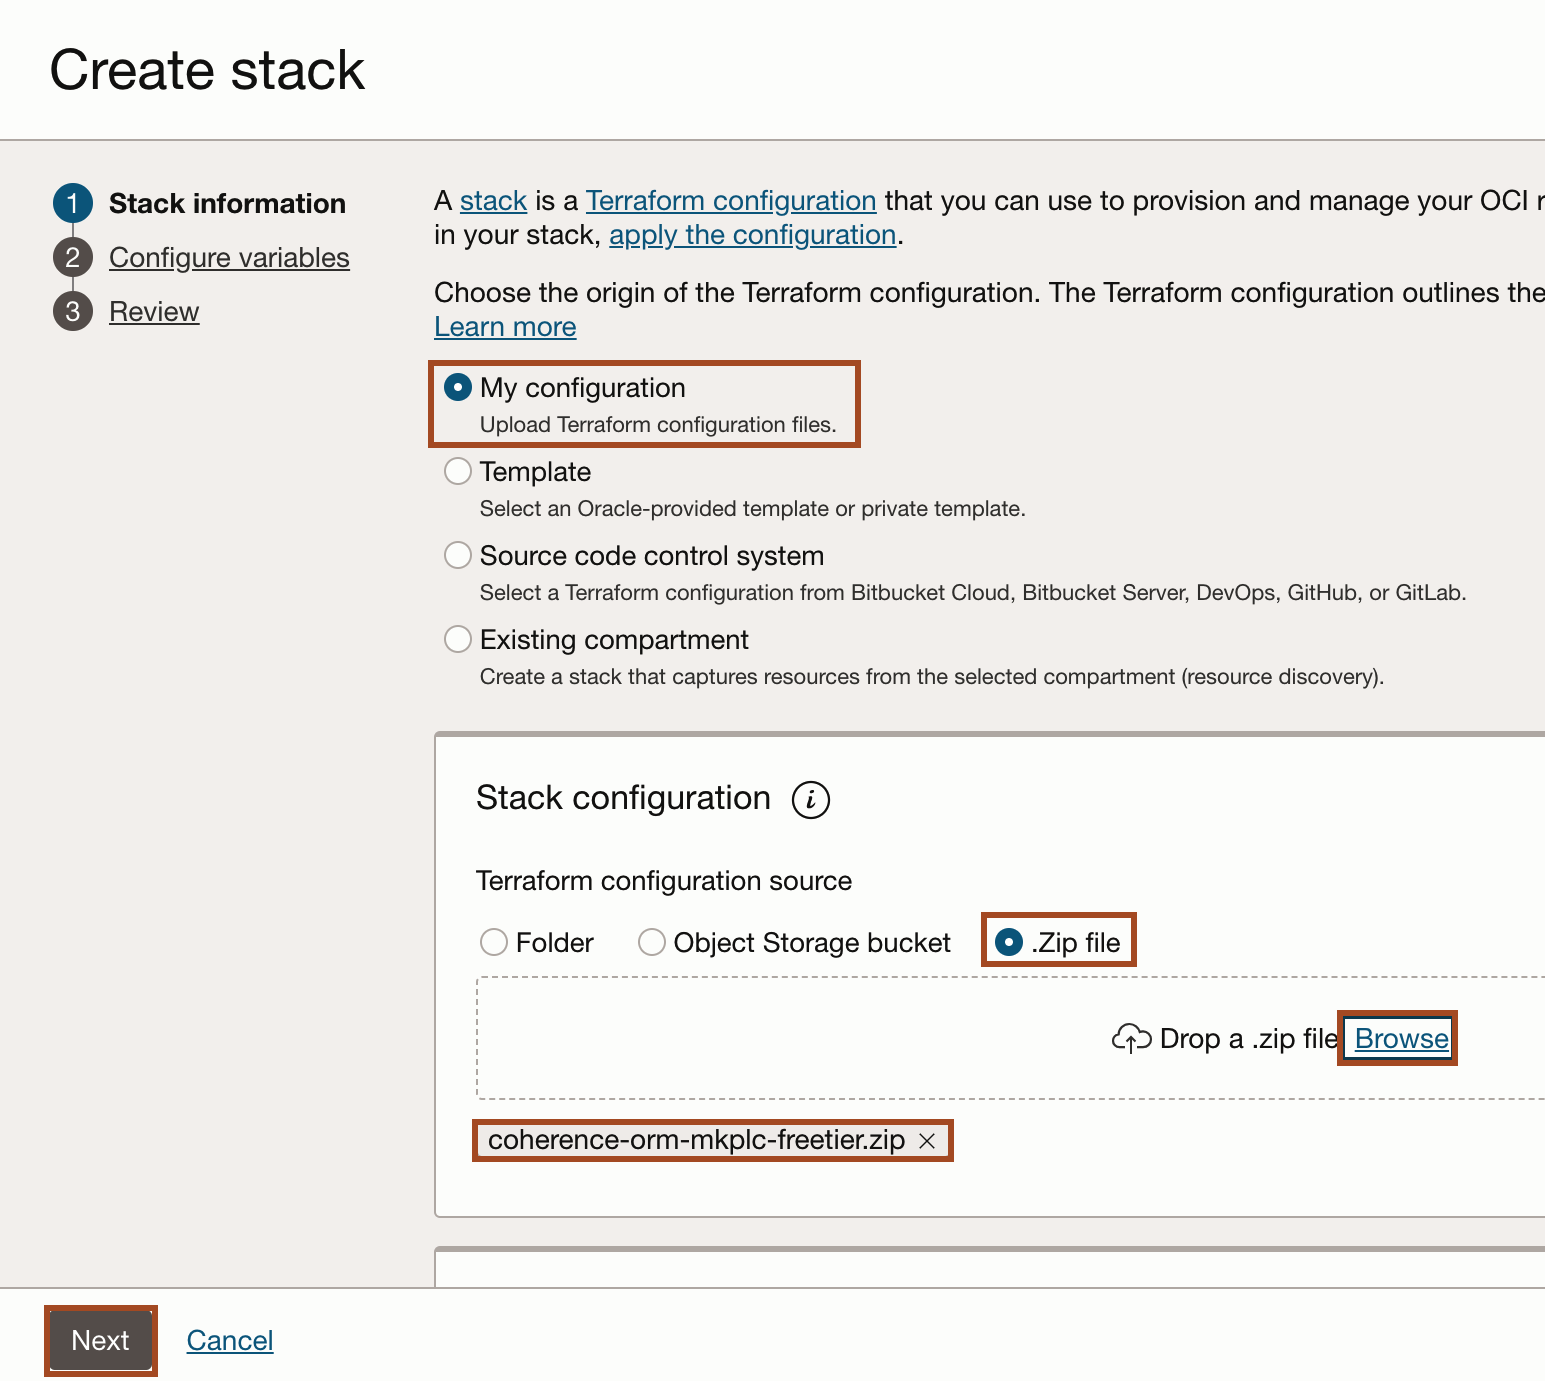 Create stack
1 Stack information
2 Configure variables
3 Review
A stack is a Terraform configuration that you can use to provision and manage your OCI
in your stack, apply the configuration.
Choose the origin of the Terraform configuration. The Terraform configuration outlines the
Learn more
My configuration
Upload Terraform configuration files.
Template
Select an Oracle-provided template or private template.
Source code control system
Select a Terraform configuration from Bitbucket Cloud, Bitbucket Server, DevOps, GitHub, or GitLab.
Existing compartment
Create a stack that captures resources from the selected compartment (resource discovery).
Stack configuration i
Terraform configuration source
Folder Object Storage bucket .Zip file
Drop a .zip file Browse
coherence-orm-mkplc-freetier.zip ×
Next Cancel